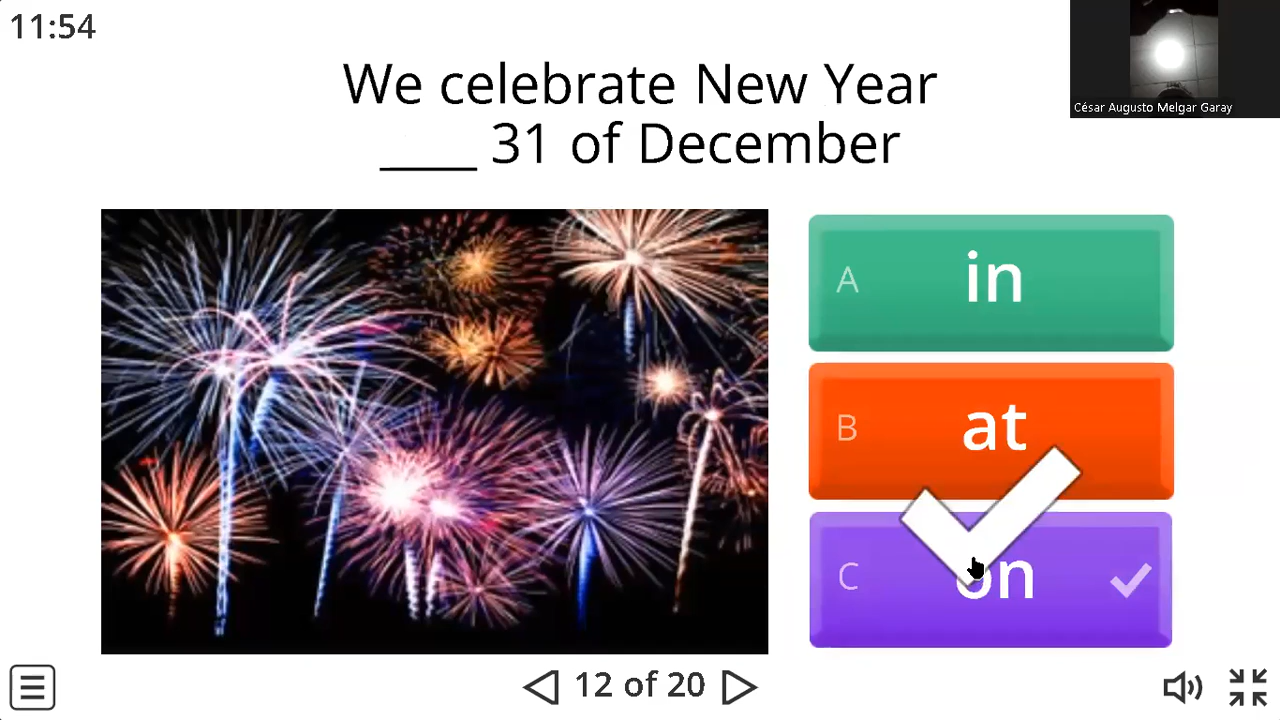 11:54
We celebrate New Year
____ 31 of December
César Augusto Melgar Garay
A in
B at
C on
12 of 20